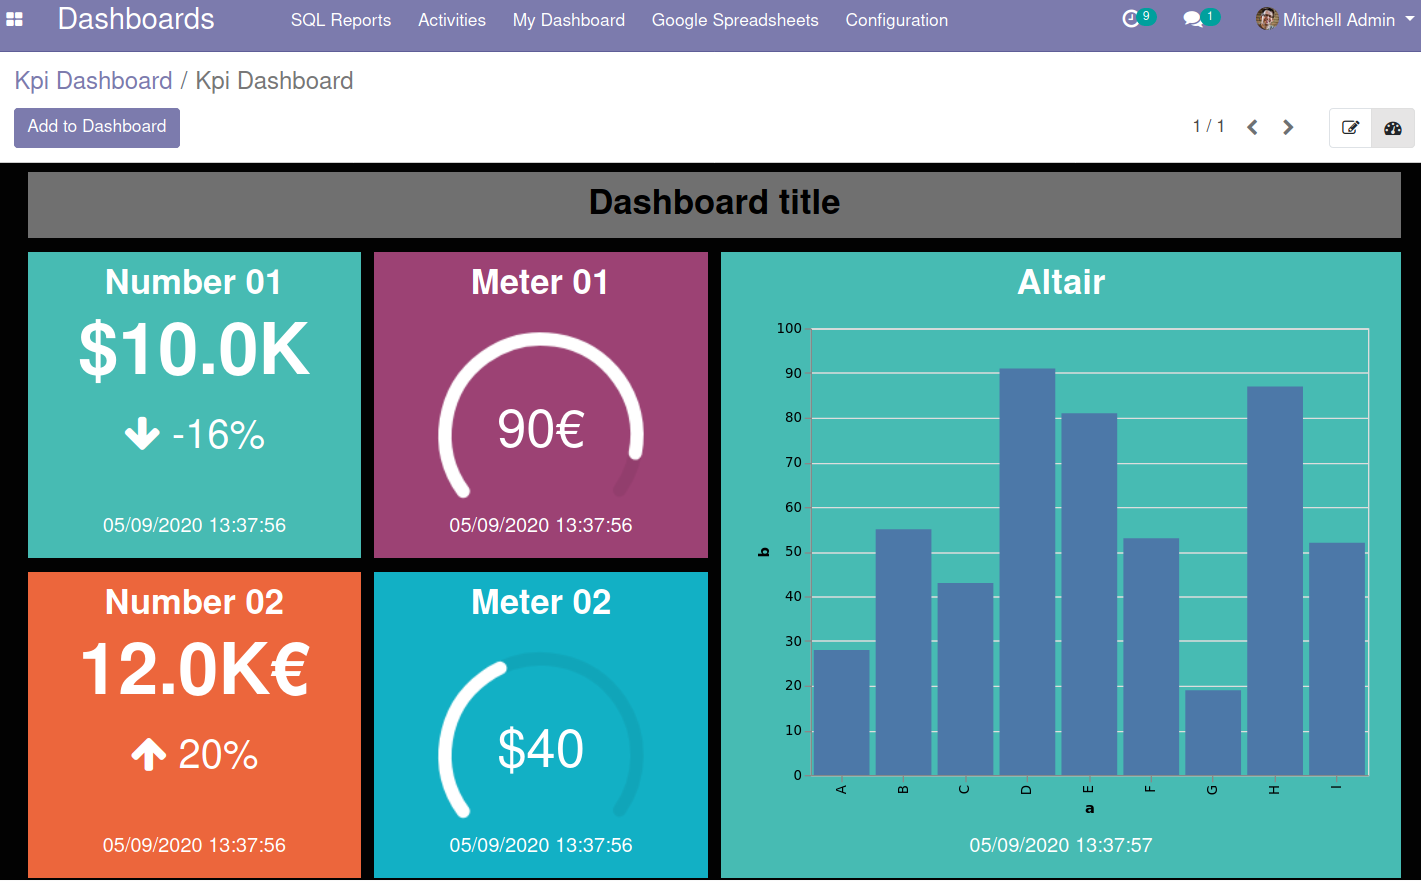 Dashboards
SQL Reports
Activities
My Dashboard
Google Spreadsheets
Configuration
9
1
Mitchell Admin
Kpi Dashboard / Kpi Dashboard
Add to Dashboard
1 / 1
Dashboard title
Number 01
$10.0K
-16%
05/09/2020 13:37:56
Meter 01
90€
05/09/2020 13:37:56
Number 02
12.0K€
20%
05/09/2020 13:37:56
Meter 02
$40
05/09/2020 13:37:56
Altair
100
90
80
70
60
50
40
30
20
10
0
b
A
B
C
D
E
F
G
H
I
a
05/09/2020 13:37:57